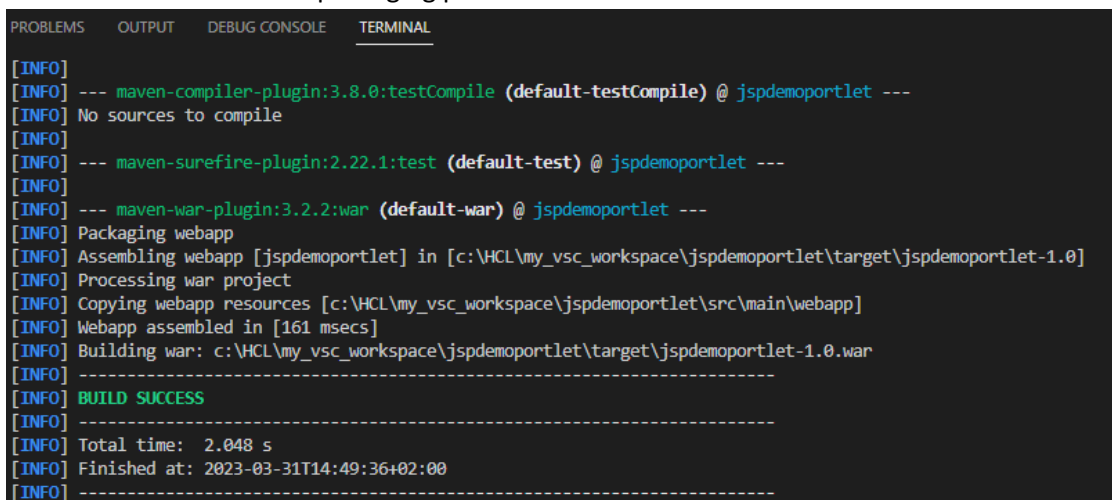 PROBLEMS OUTPUT DEBUG CONSOLE TERMINAL
[INFO]
[INFO] --- maven-compiler-plugin:3.8.0:testCompile (default-testCompile) @ jspdemoportlet ---
[INFO] No sources to compile
[INFO]
[INFO] --- maven-surefire-plugin:2.22.1:test (default-test) @ jspdemoportlet ---
[INFO]
[INFO] --- maven-war-plugin:3.2.2:war (default-war) @ jspdemoportlet ---
[INFO] Packaging webapp
[INFO] Assembling webapp [jspdemoportlet] in [c:\HCL\my_vsc_workspace\jspdemoportlet\target\jspdemoportlet-1.0]
[INFO] Processing war project
[INFO] Copying webapp resources [c:\HCL\my_vsc_workspace\jspdemoportlet\src\main\webapp]
[INFO] Webapp assembled in [161 msecs]
[INFO] Building war: c:\HCL\my_vsc_workspace\jspdemoportlet\target\jspdemoportlet-1.0.war
[INFO] ------------------------------------------------------------------------
[INFO] BUILD SUCCESS
[INFO] ------------------------------------------------------------------------
[INFO] Total time: 2.048 s
[INFO] Finished at: 2023-03-31T14:49:36+02:00
[INFO] ------------------------------------------------------------------------